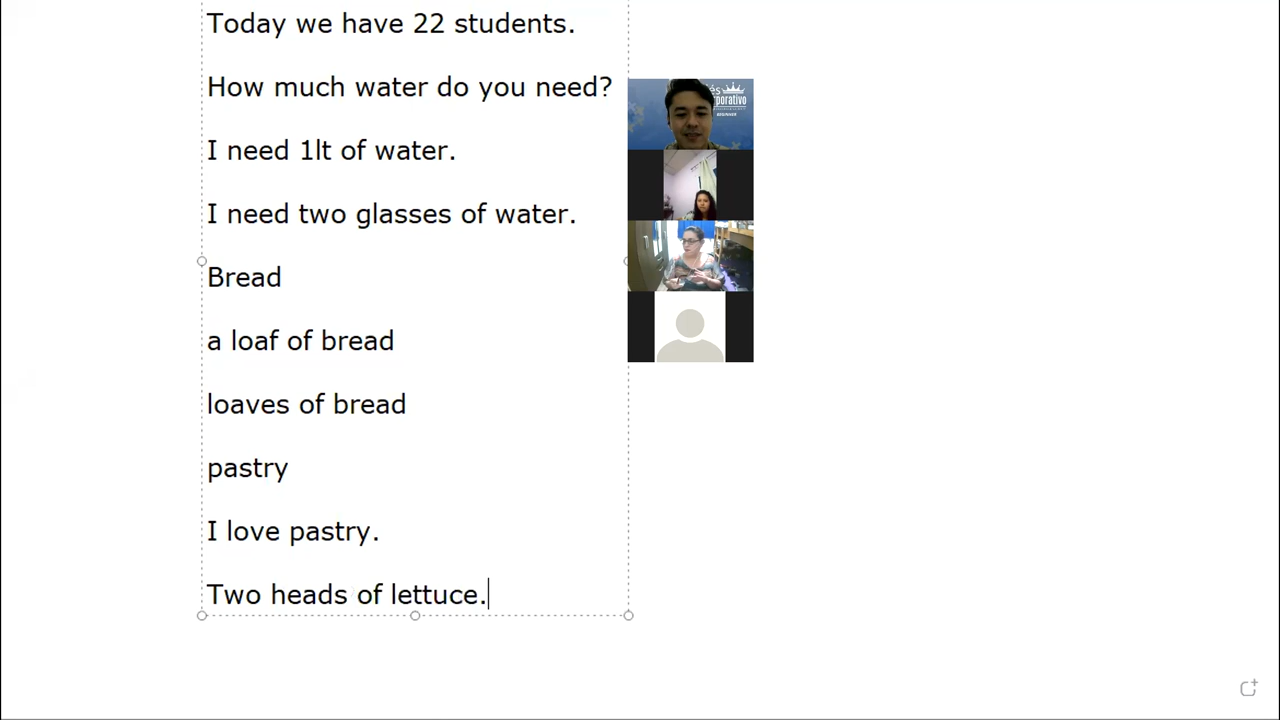 Today we have 22 students.
How much water do you need?
I need 1lt of water.
I need two glasses of water.
Bread
a loaf of bread
loaves of bread
pastry
I love pastry.
Two heads of lettuce.
BEGINNER